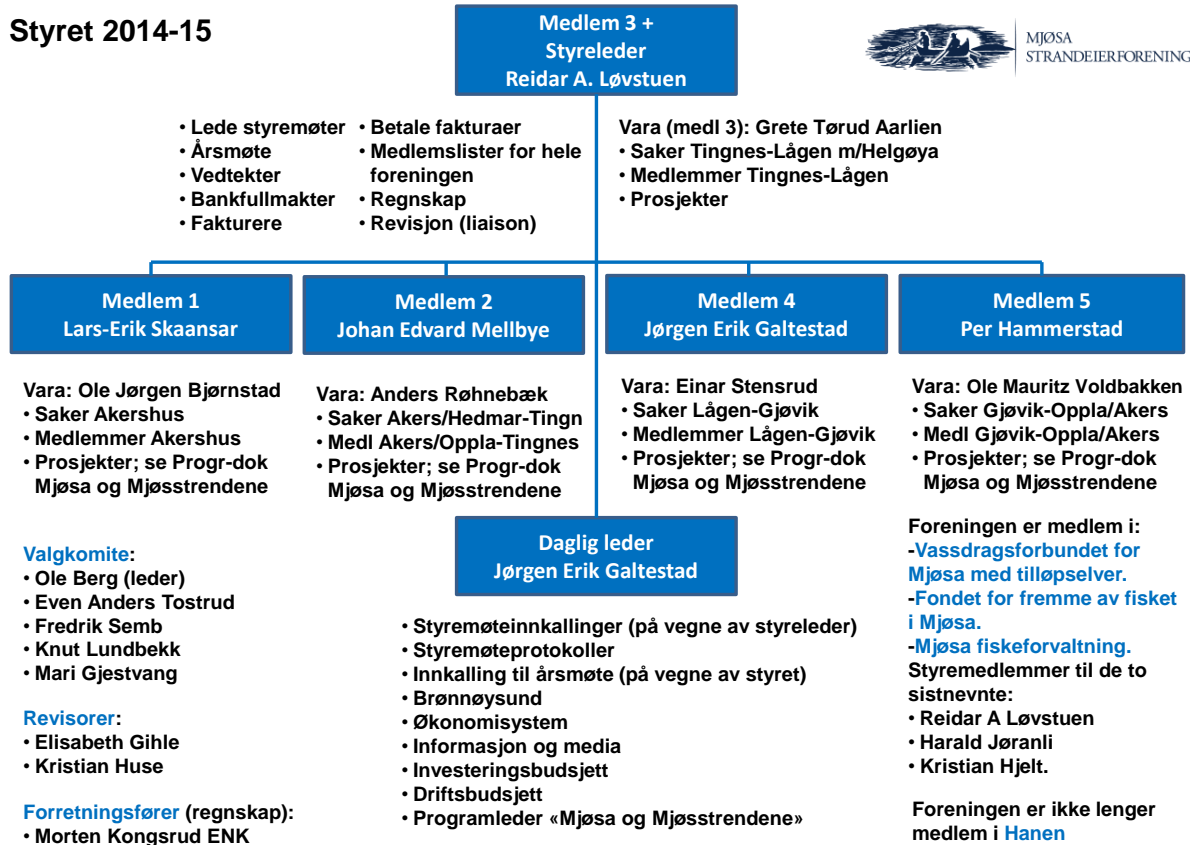 Styret 2014-15
Medlem 3 +
Styreleder
Reidar A. Løvstuen
MJØSA
STRANDEIERFORENING
• Lede styremøter
• Årsmøte
• Vedtekter
• Bankfullmakter
• Fakturere
• Betale fakturaer
• Medlemslister for hele
foreningen
• Regnskap
• Revisjon (liaison)
Vara (medl 3): Grete Tørud Aarlien
• Saker Tingnes-Lågen m/Helgøya
• Medlemmer Tingnes-Lågen
• Prosjekter
Medlem 1
Lars-Erik Skaansar
Vara: Ole Jørgen Bjørnstad
• Saker Akershus
• Medlemmer Akershus
• Prosjekter; se Progr-dok
Mjøsa og Mjøsstrendene
Medlem 2
Johan Edvard Mellbye
Vara: Anders Røhnebæk
• Saker Akers/Hedmar-Tingn
• Medl Akers/Oppla-Tingnes
• Prosjekter; se Progr-dok
Mjøsa og Mjøsstrendene
Medlem 4
Jørgen Erik Galtestad
Vara: Einar Stensrud
• Saker Lågen-Gjøvik
• Medlemmer Lågen-Gjøvik
• Prosjekter; se Progr-dok
Mjøsa og Mjøsstrendene
Medlem 5
Per Hammerstad
Vara: Ole Mauritz Voldbakken
• Saker Gjøvik-Oppla/Akers
• Medl Gjøvik-Oppla/Akers
• Prosjekter; se Progr-dok
Mjøsa og Mjøsstrendene
Valgkomite:
• Ole Berg (leder)
• Even Anders Tostrud
• Fredrik Semb
• Knut Lundbekk
• Mari Gjestvang
Revisorer:
• Elisabeth Gihle
• Kristian Huse
Forretningsfører (regnskap):
• Morten Kongsrud ENK
Daglig leder
Jørgen Erik Galtestad
• Styremøteinnkallinger (på vegne av styreleder)
• Styremøteprotokoller
• Innkalling til årsmøte (på vegne av styret)
• Brønnøysund
• Økonomisystem
• Informasjon og media
• Investeringsbudsjett
• Driftsbudsjett
• Programleder «Mjøsa og Mjøsstrendene»
Foreningen er medlem i:
-Vassdragsforbundet for
Mjøsa med tilløpselver.
-Fondet for fremme av fisket
i Mjøsa.
-Mjøsa fiskeforvaltning.
Styremedlemmer til de to
sistnevnte:
• Reidar A Løvstuen
• Harald Jøranli
• Kristian Hjelt.
Foreningen er ikke lenger
medlem i Hanen